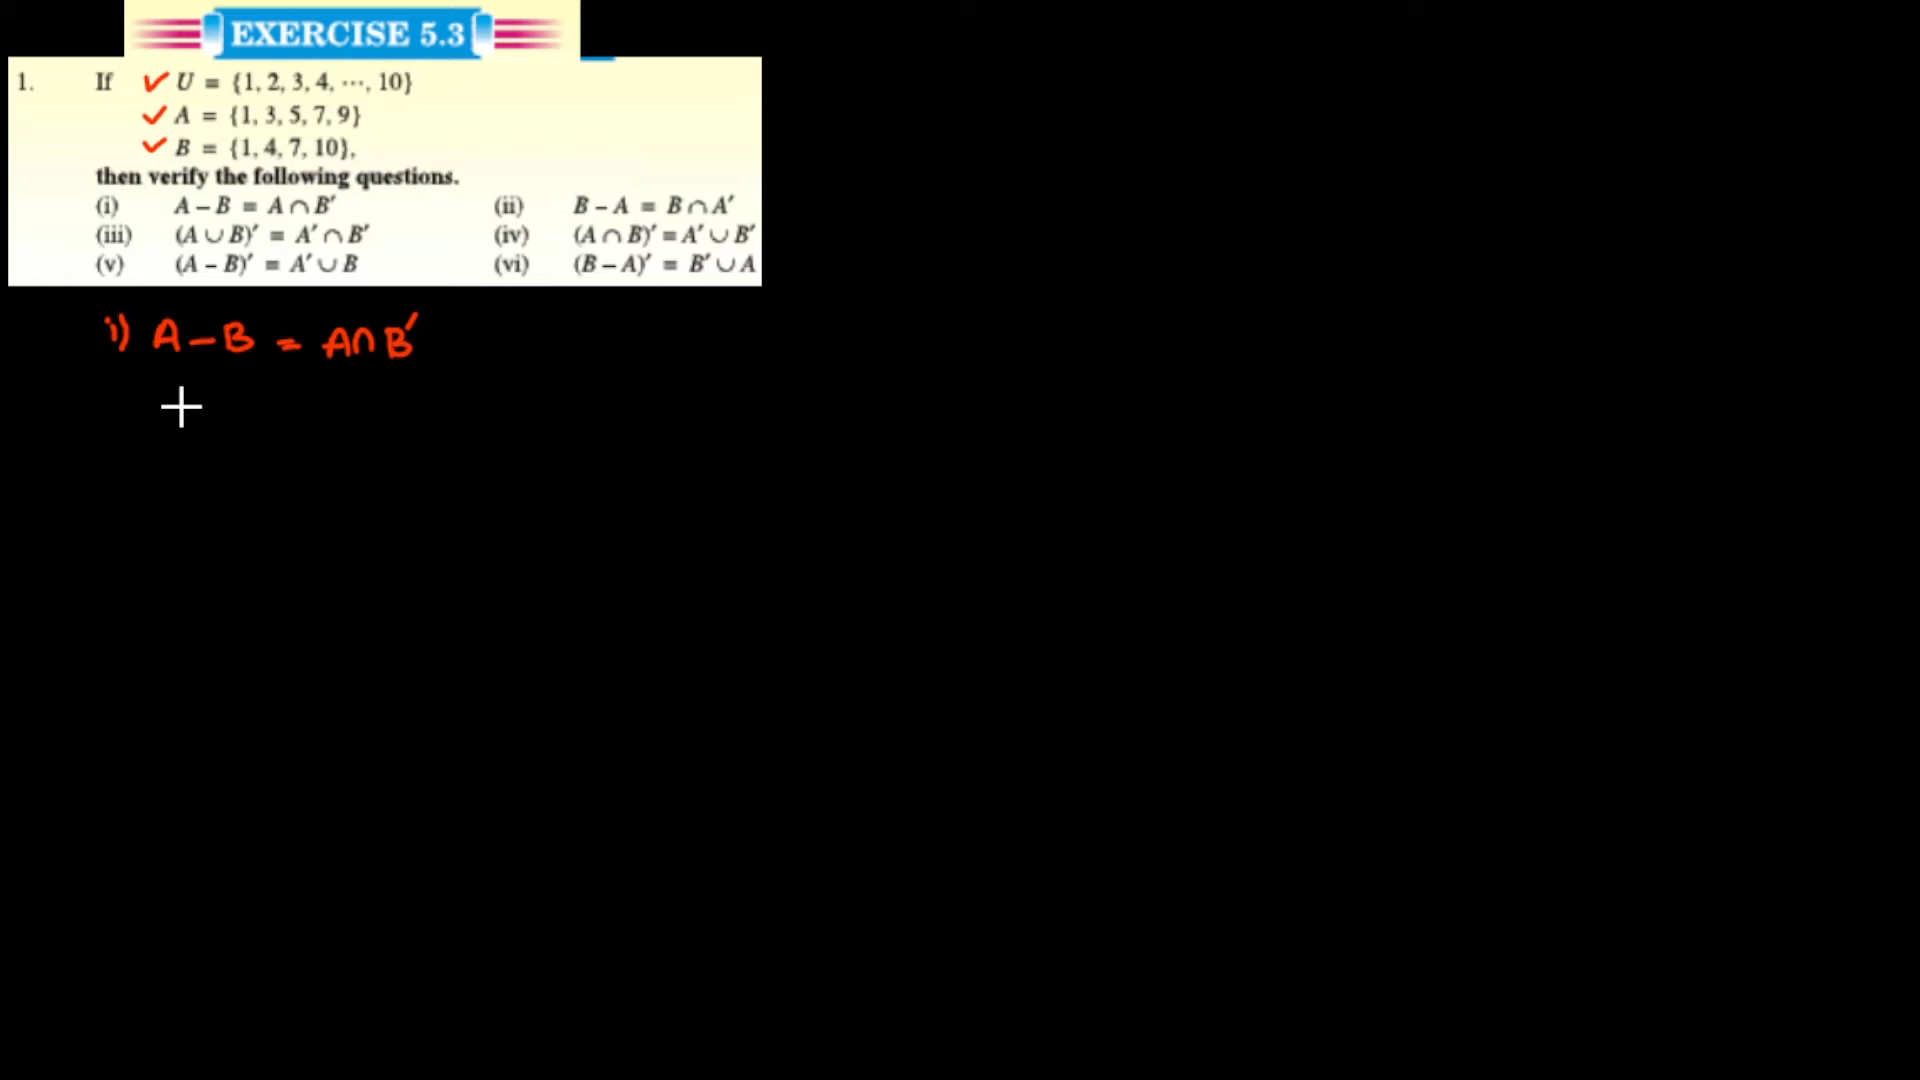 EXERCISE 5.3
1. If ✓ U = {1, 2, 3, 4, ⋯, 10}
✓ A = {1, 3, 5, 7, 9}
✓ B = {1, 4, 7, 10},
then verify the following questions.
(i) A – B = A ∩ B′ (ii) B – A = B ∩ A′
(iii) (A ∪ B)′ = A′ ∩ B′ (iv) (A ∩ B)′ = A′ ∪ B′
(v) (A – B)′ = A′ ∪ B (vi) (B – A)′ = B′ ∪ A
i) A – B = A∩B′